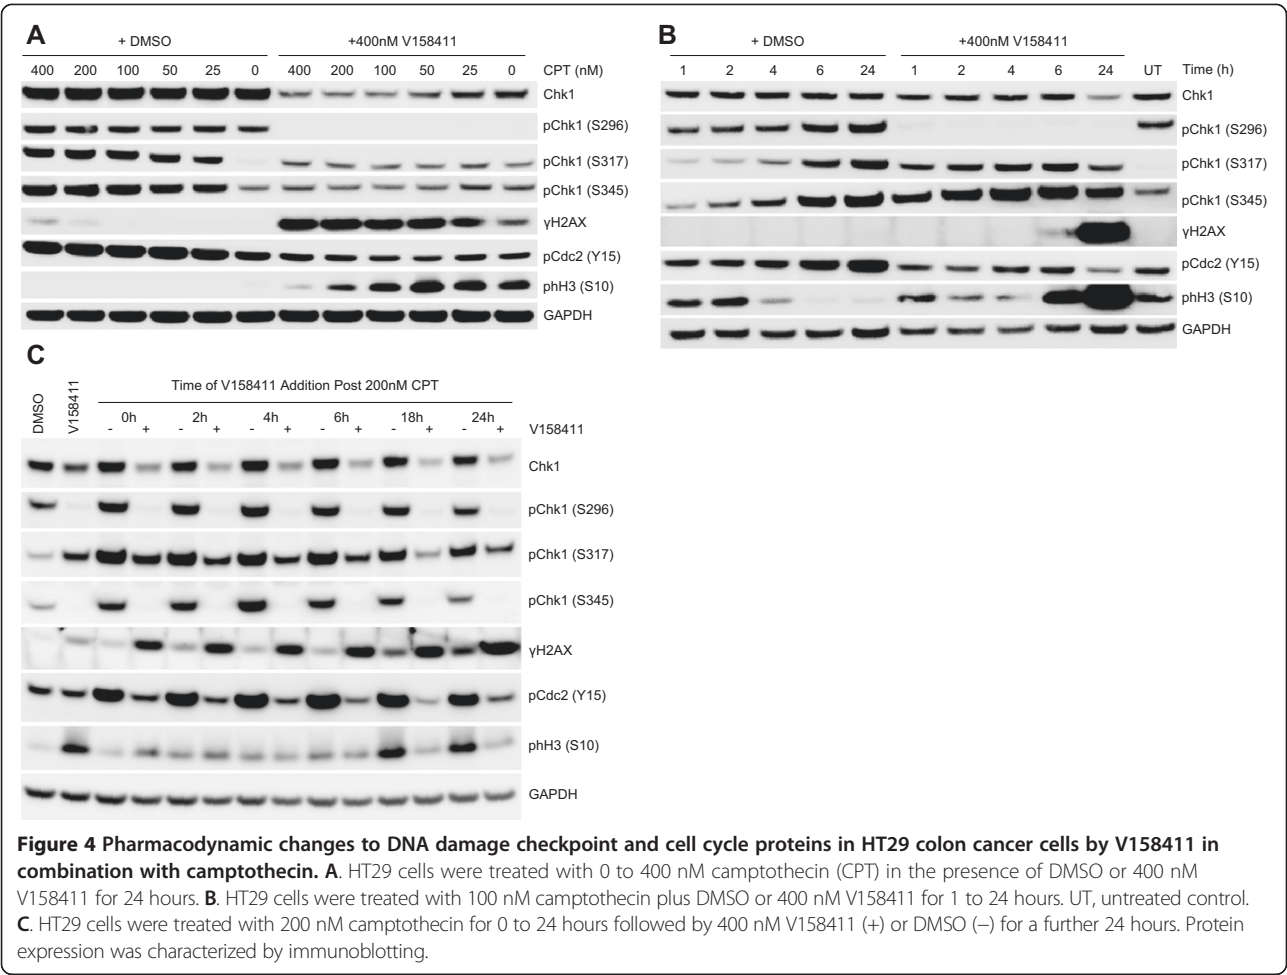 A
+ DMSO
+400nM V158411
400 200 100 50 25 0 400 200 100 50 25 0 CPT (nM)
Chk1
pChk1 (S296)
pChk1 (S317)
pChk1 (S345)
γH2AX
pCdc2 (Y15)
phH3 (S10)
GAPDH
B
+ DMSO
+400nM V158411
1 2 4 6 24 1 2 4 6 24 UT Time (h)
Chk1
pChk1 (S296)
pChk1 (S317)
pChk1 (S345)
γH2AX
pCdc2 (Y15)
phH3 (S10)
GAPDH
C
DMSO
V158411
Time of V158411 Addition Post 200nM CPT
0h 2h 4h 6h 18h 24h
- + - + - + - + - + - + V158411
Chk1
pChk1 (S296)
pChk1 (S317)
pChk1 (S345)
γH2AX
pCdc2 (Y15)
phH3 (S10)
GAPDH
Figure 4 Pharmacodynamic changes to DNA damage checkpoint and cell cycle proteins in HT29 colon cancer cells by V158411 in
combination with camptothecin. A. HT29 cells were treated with 0 to 400 nM camptothecin (CPT) in the presence of DMSO or 400 nM
V158411 for 24 hours. B. HT29 cells were treated with 100 nM camptothecin plus DMSO or 400 nM V158411 for 1 to 24 hours. UT, untreated control.
C. HT29 cells were treated with 200 nM camptothecin for 0 to 24 hours followed by 400 nM V158411 (+) or DMSO (−) for a further 24 hours. Protein
expression was characterized by immunoblotting.